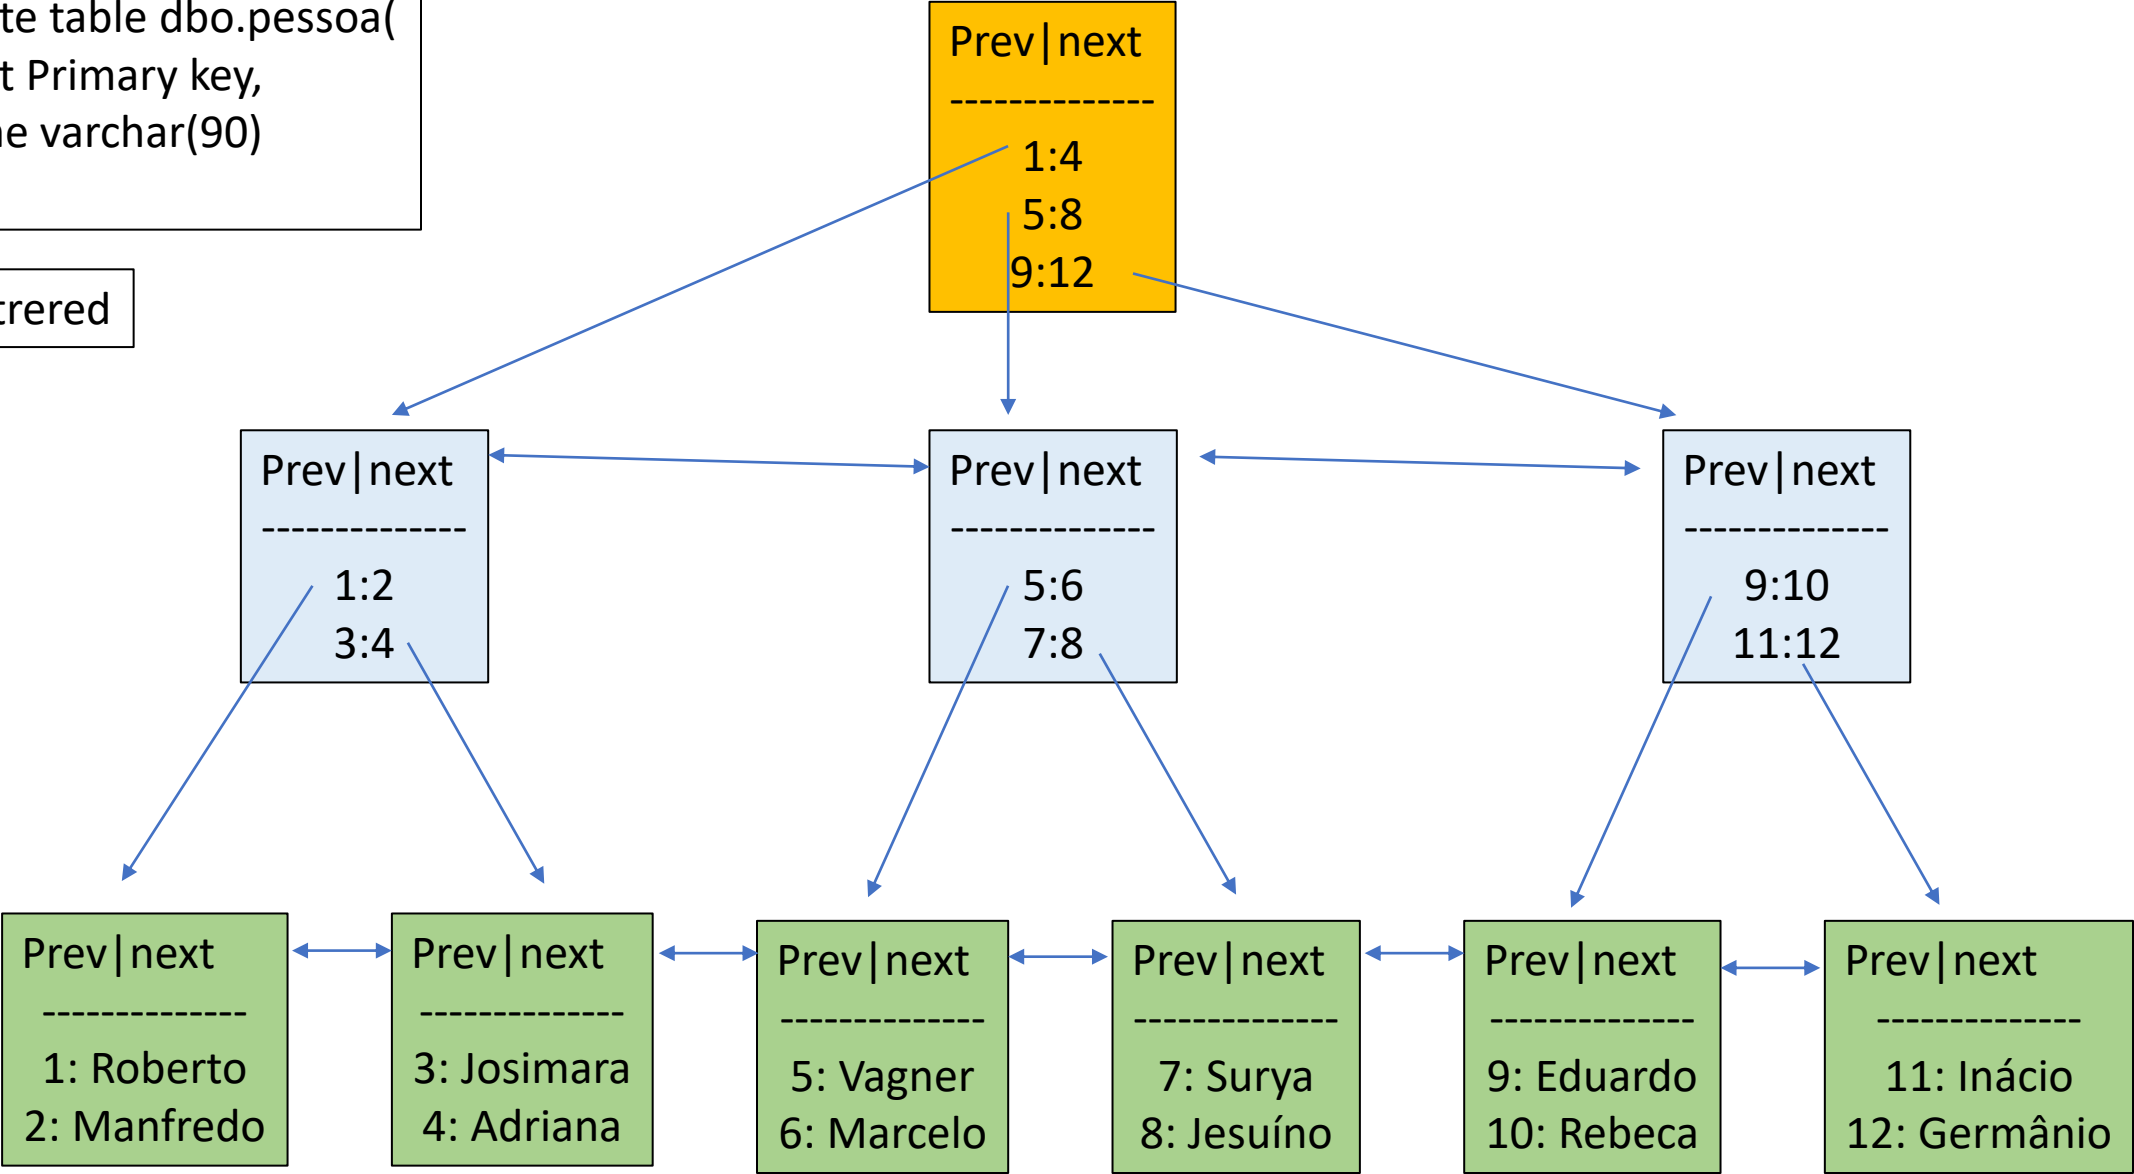 te table dbo.pessoa(
t Primary key,
e varchar(90)
trered
Prev|next
--------------
1:4
5:8
9:12
Prev|next
--------------
1:2
3:4
Prev|next
--------------
5:6
7:8
Prev|next
--------------
9:10
11:12
Prev|next
--------------
1: Roberto
2: Manfredo
Prev|next
--------------
3: Josimara
4: Adriana
Prev|next
--------------
5: Vagner
6: Marcelo
Prev|next
--------------
7: Surya
8: Jesuíno
Prev|next
--------------
9: Eduardo
10: Rebeca
Prev|next
--------------
11: Inácio
12: Germânio